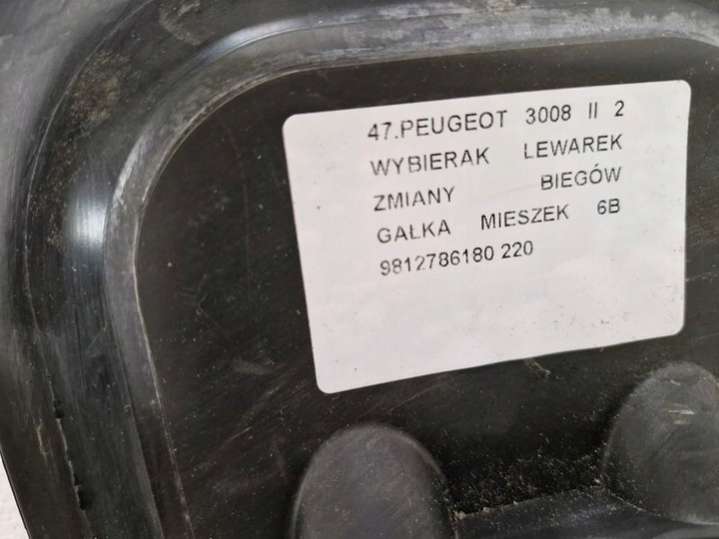 47.PEUGEOT 3008 II 2
WYBIERAK LEWAREK
ZMIANY BIEGÓW
GAŁKA MIESZEK 6B
9812786180 220